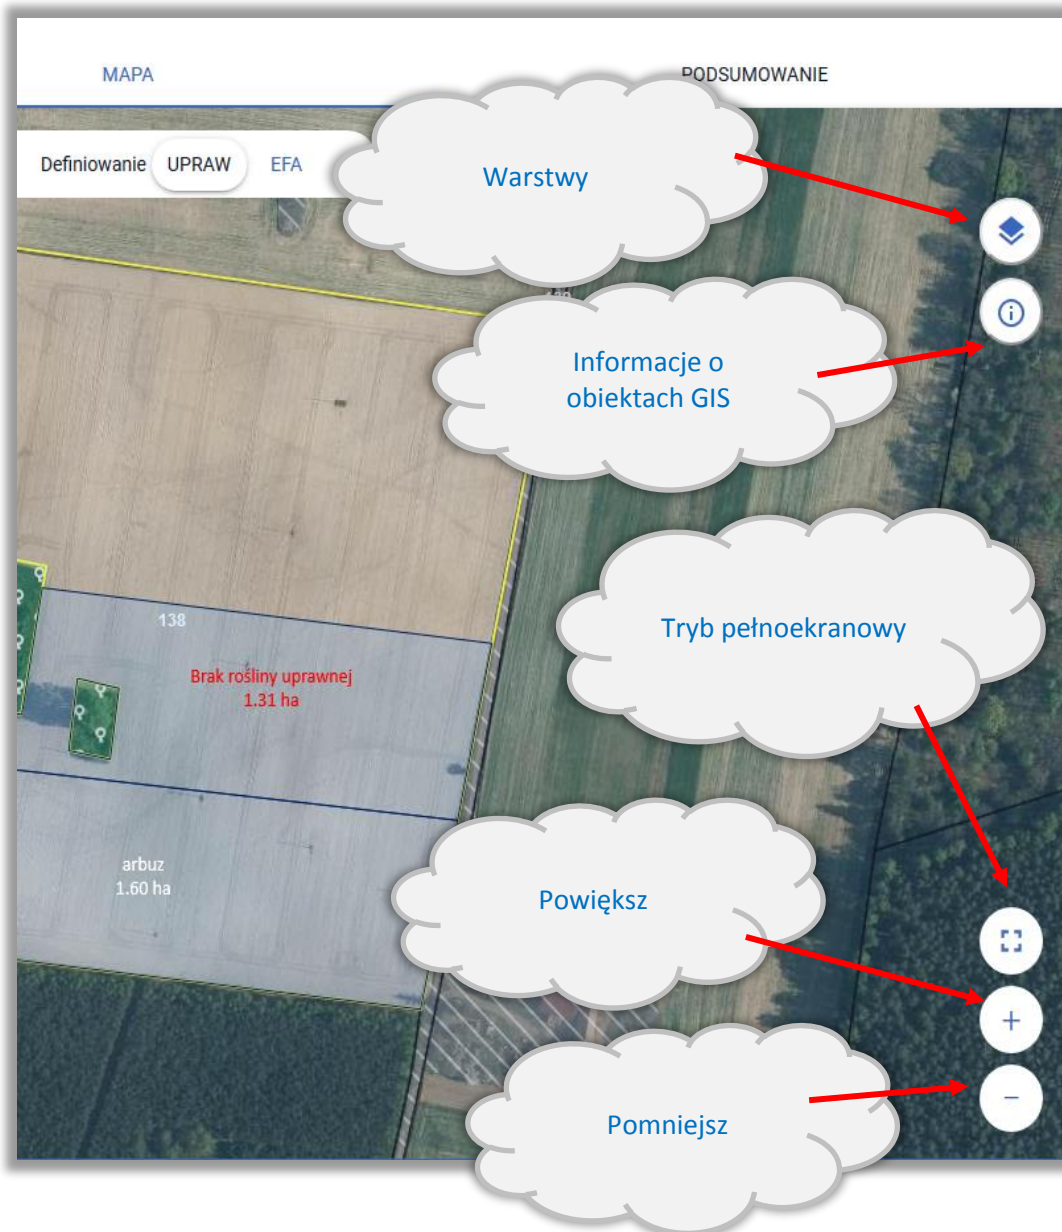 MAPA
PODSUMOWANIE
Definiowanie UPRAW EFA
Warstwy
Informacje o
obiektach GIS
Tryb pełnoekranowy
138
Brak rośliny uprawnej
1.31 ha
arbuz
1.60 ha
Powiększ
+
Pomniejsz
−